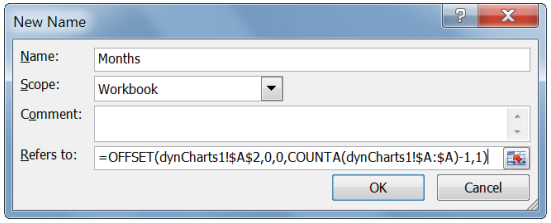 New Name
Name: Months
Scope: Workbook
Comment:
Refers to: =OFFSET(dynCharts1!$A$2,0,0,COUNTA(dynCharts1!$A:$A)-1,1)
OK Cancel